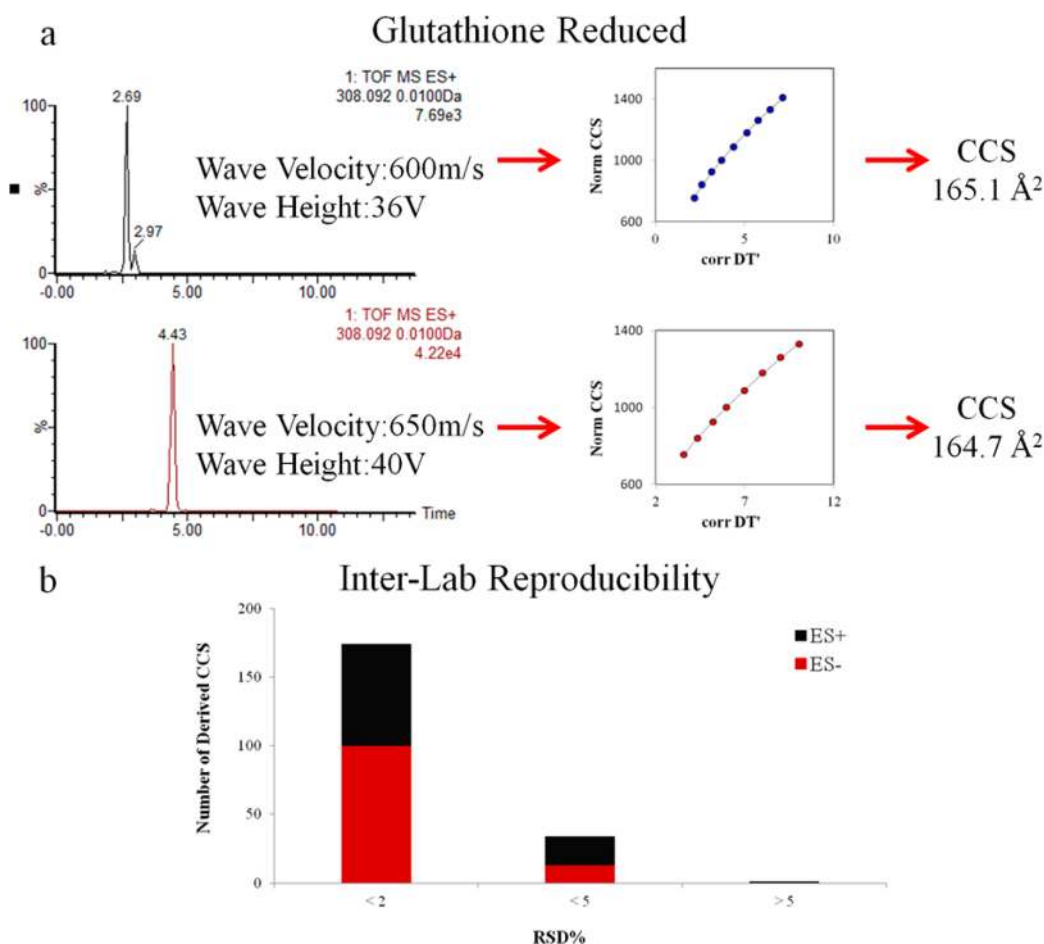 a
Glutathione Reduced
1: TOF MS ES+
308.092 0.0100Da
7.69e3
100
2.69
2.97
%
0
-0.00
5.00
10.00
Wave Velocity:600m/s
Wave Height:36V
Norm CCS
1400
1000
600
0
5
10
corr DT'
CCS
165.1 Å²
1: TOF MS ES+
308.092 0.0100Da
4.22e4
100
4.43
%
0
-0.00
5.00
10.00
Time
Wave Velocity:650m/s
Wave Height:40V
Norm CCS
1400
1000
600
2
7
12
corr DT'
CCS
164.7 Å²
b
Inter-Lab Reproducibility
Number of Derived CCS
200
150
100
50
0
< 2
< 5
> 5
RSD%
ES+
ES-